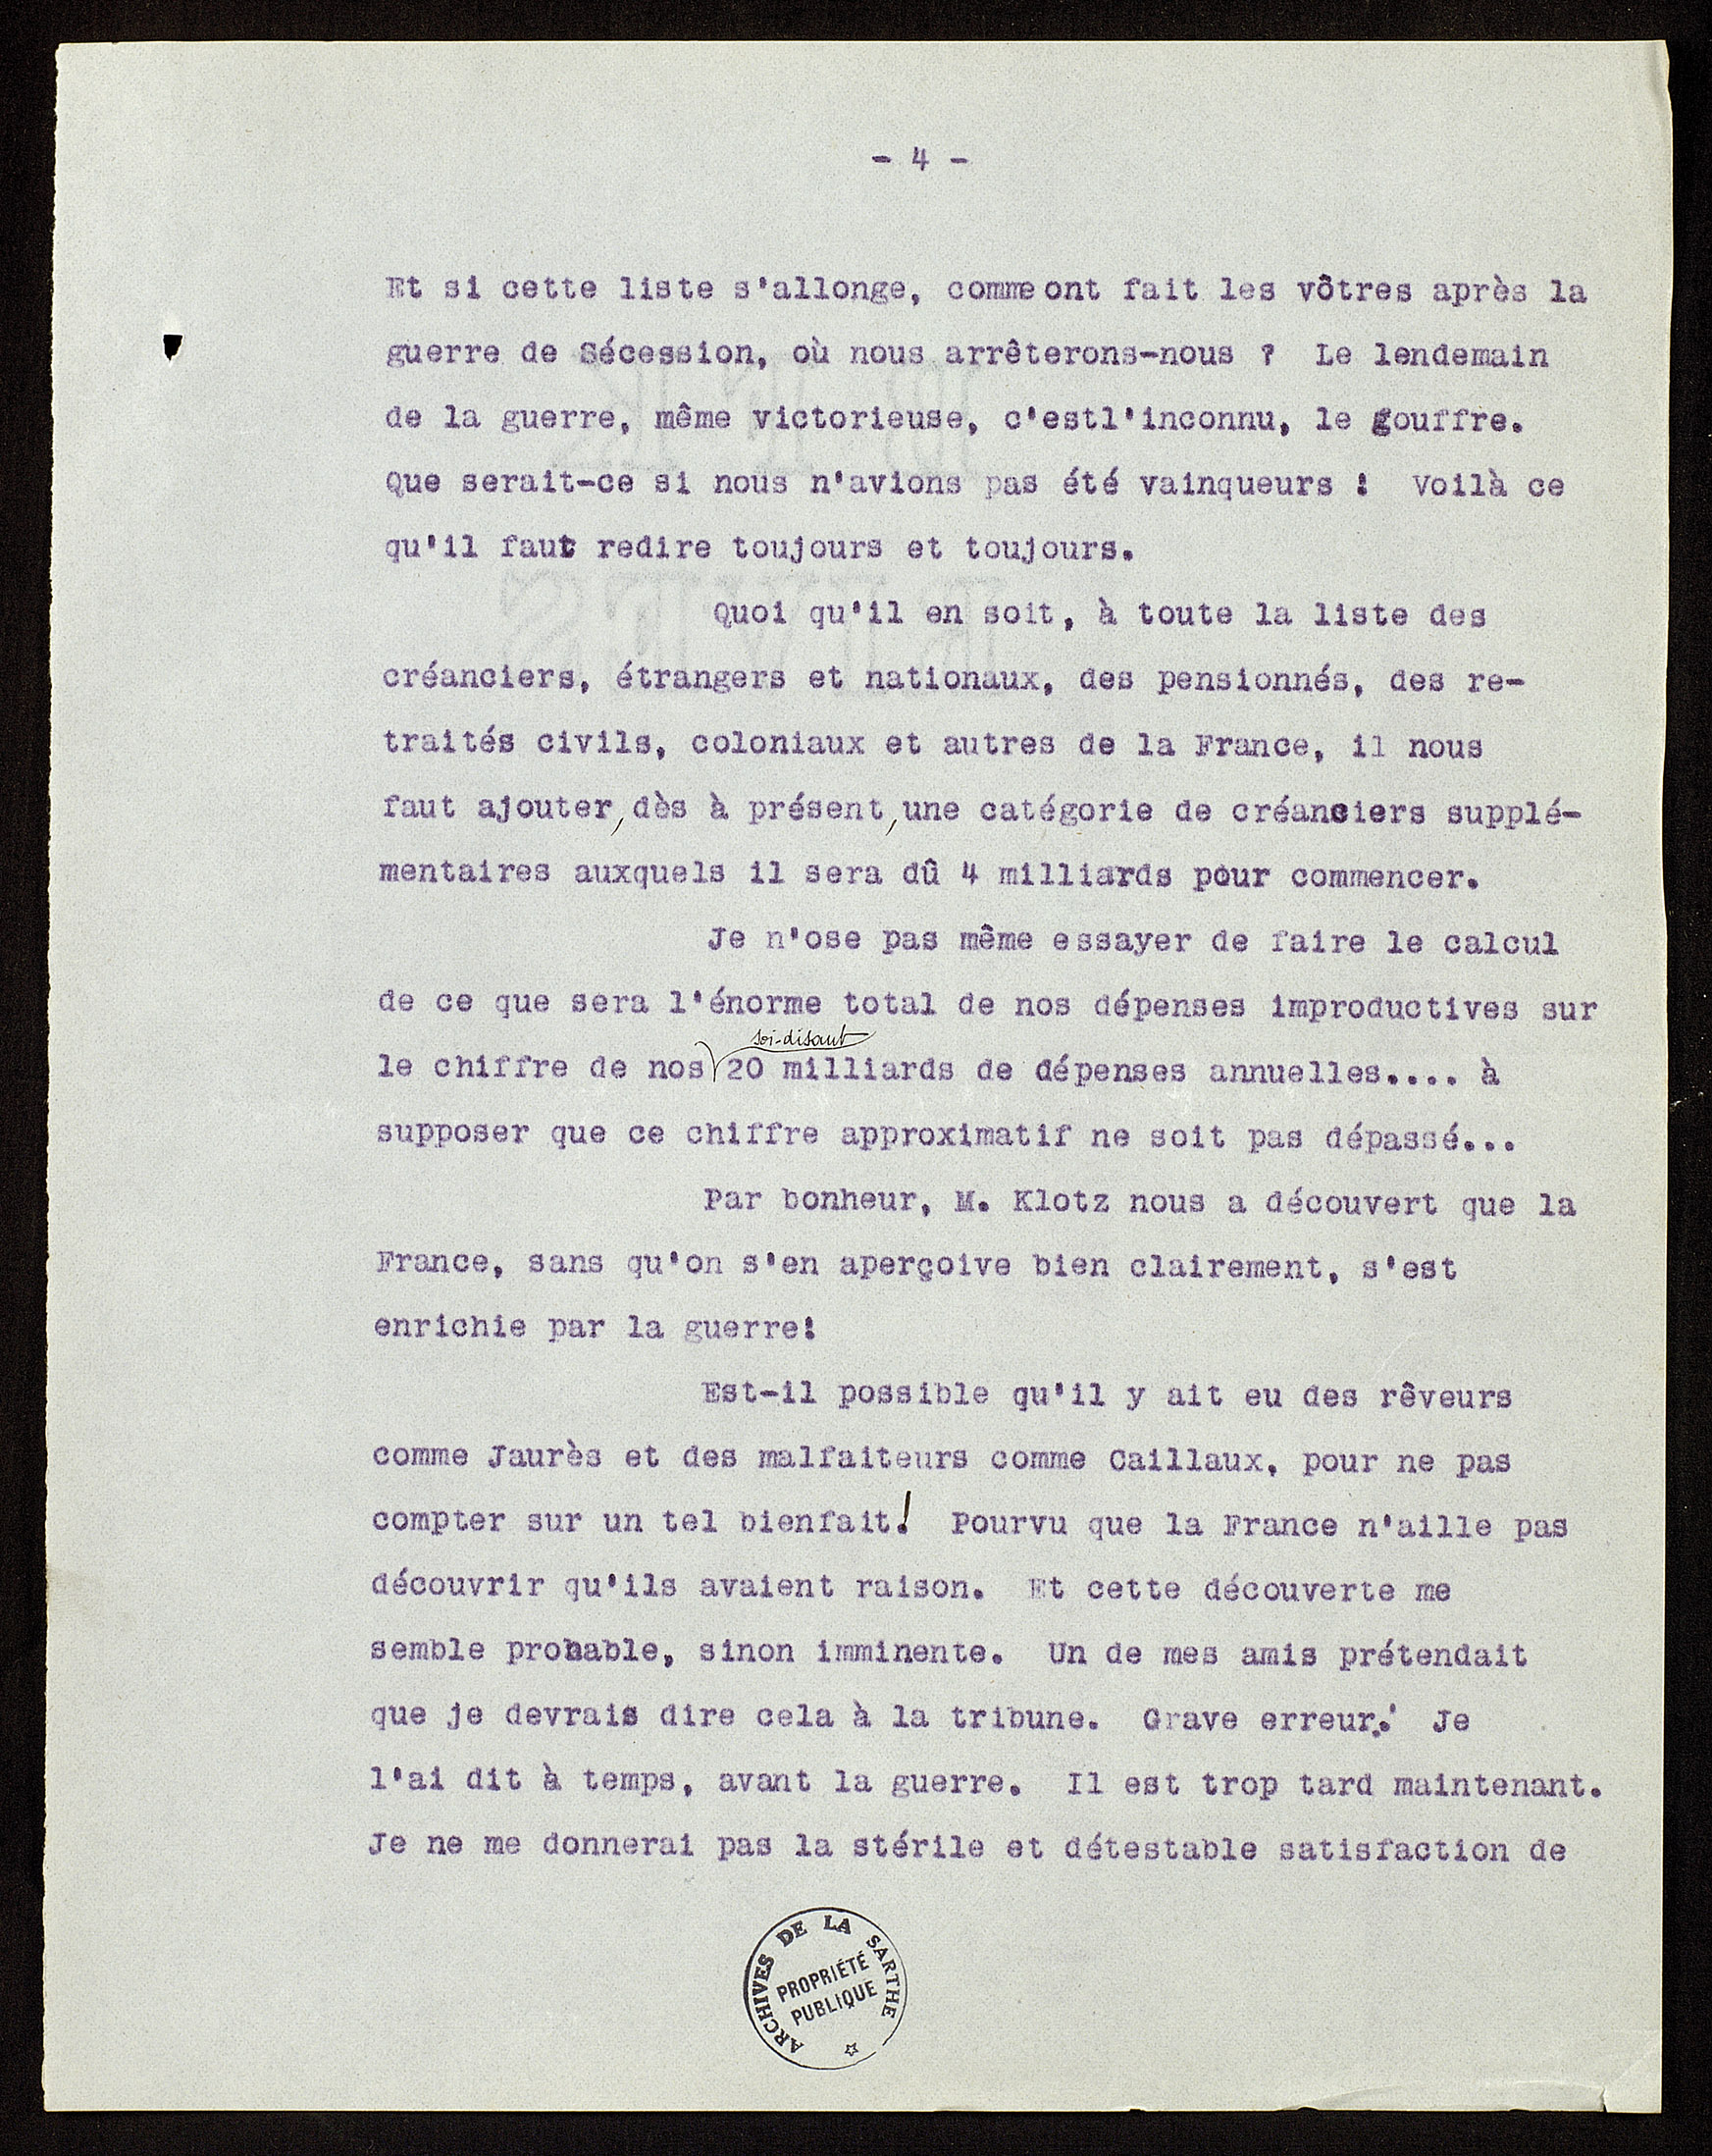 - 4 -
Et si cette liste s'allonge, comme ont fait les vôtres après la
guerre de Sécession, où nous arrêterons-nous ? Le lendemain
de la guerre, même victorieuse, c'estl'inconnu, le gouffre.
Que serait-ce si nous n'avions pas été vainqueurs ! Voilà ce
qu'il faut redire toujours et toujours.
Quoi qu'il en soit, à toute la liste des
créanciers, étrangers et nationaux, des pensionnés, des re-
traités civils, coloniaux et autres de la France, il nous
faut ajouter, dès à présent, une catégorie de créanciers supplé-
mentaires auxquels il sera dû 4 milliards pour commencer.
Je n'ose pas même essayer de faire le calcul
de ce que sera l'énorme total de nos dépenses improductives sur
soi-disant
le chiffre de nos 20 milliards de dépenses annuelles.... à
supposer que ce chiffre approximatif ne soit pas dépassé...
Par bonheur, M. Klotz nous a découvert que la
France, sans qu'on s'en aperçoive bien clairement, s'est
enrichie par la guerre!
Est-il possible qu'il y ait eu des rêveurs
comme Jaurès et des malfaiteurs comme Caillaux, pour ne pas
compter sur un tel bienfait! Pourvu que la France n'aille pas
découvrir qu'ils avaient raison. Et cette découverte me
semble probable, sinon imminente. Un de mes amis prétendait
que je devrais dire cela à la tribune. Grave erreur! Je
l'ai dit à temps, avant la guerre. Il est trop tard maintenant.
Je ne me donnerai pas la stérile et détestable satisfaction de
ARCHIVES DE LA SARTHE
PROPRIÉTÉ
PUBLIQUE